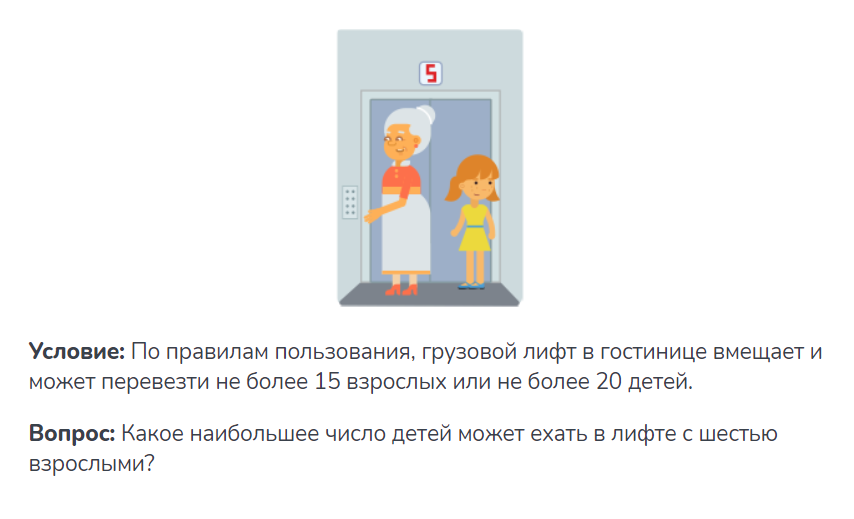 5
Условие: По правилам пользования, грузовой лифт в гостинице вмещает и
может перевезти не более 15 взрослых или не более 20 детей.
Вопрос: Какое наибольшее число детей может ехать в лифте с шестью
взрослыми?